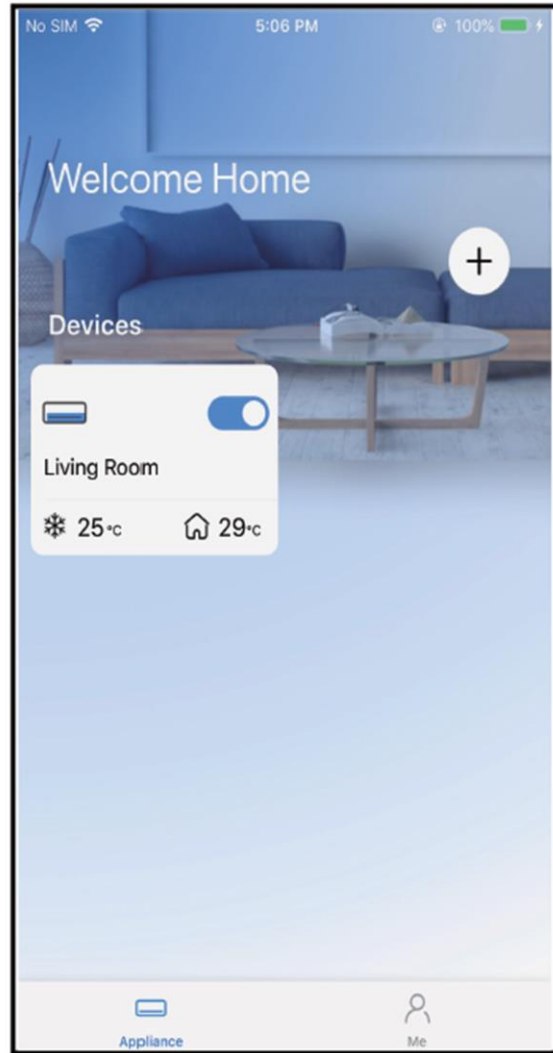 No SIM 5:06 PM 100%
Welcome Home
+
Devices
Living Room
25°C 29°C
Appliance Me